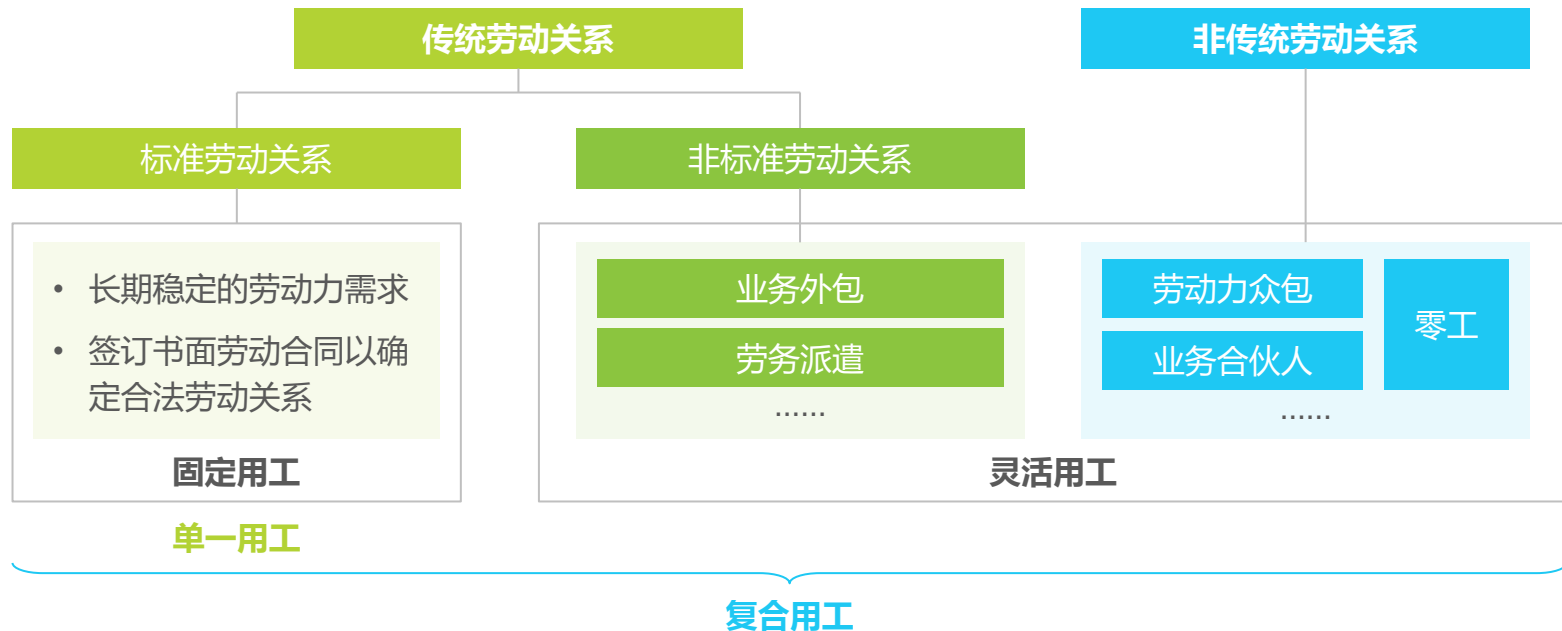 传统劳动关系
非传统劳动关系
标准劳动关系
非标准劳动关系
• 长期稳定的劳动力需求
• 签订书面劳动合同以确
定合法劳动关系
固定用工
业务外包
劳务派遣
……
劳动力众包
业务合伙人
零工
……
灵活用工
单一用工
复合用工